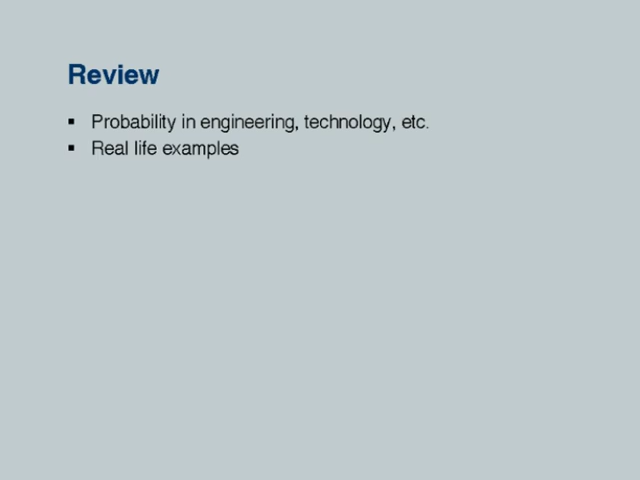 Review
▪ Probability in engineering, technology, etc.
▪ Real life examples